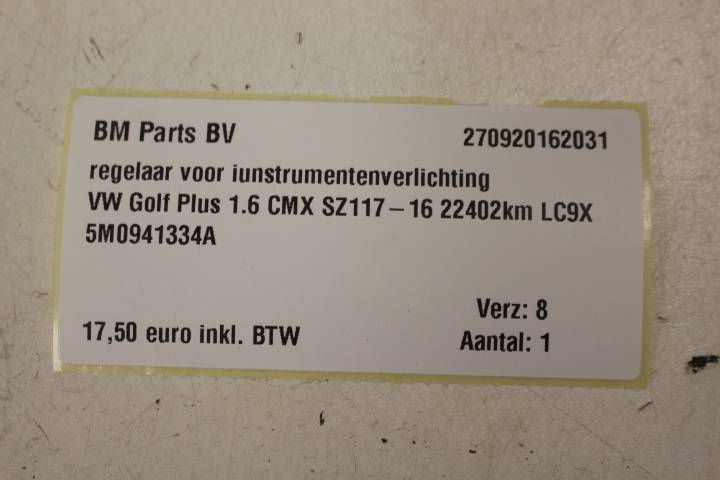 BM Parts BV 270920162031
regelaar voor iunstrumentenverlichting
VW Golf Plus 1.6 CMX SZ117-16 22402km LC9X
5M0941334A
Verz: 8
17,50 euro inkl. BTW Aantal: 1